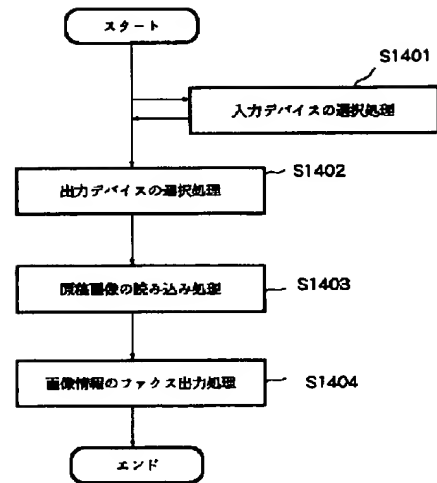 スタート
S1401
入力デバイスの選択処理
S1402
出力デバイスの選択処理
S1403
原稿画像の読み込み処理
S1404
画像情報のファクス出力処理
エンド